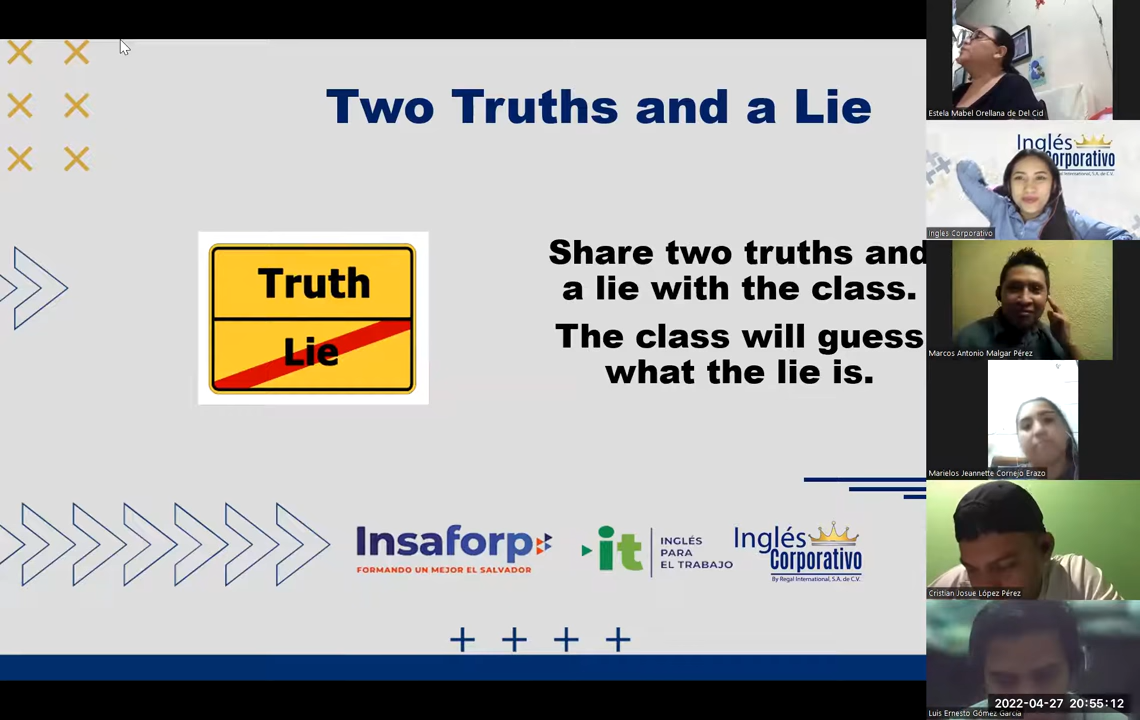 Two Truths and a Lie
Truth
Lie
Share two truths and
a lie with the class.
The class will guess
what the lie is.
Insaforp
FORMANDO UN MEJOR EL SALVADOR
it
INGLÉS
PARA
EL TRABAJO
Inglés
Corporativo
By Regal International, S.A. de C.V.
Estela Mabel Orellana de Del Cid
Inglés
Corporativo
Regal International, S.A. de C.V.
Ingles Corporativo
Marcos Antonio Malgar Pérez
Marielos Jeannette Cornejo Erazo
Cristian Josue López Pérez
2022-04-27 20:55:12
Luis Ernesto Gómez García